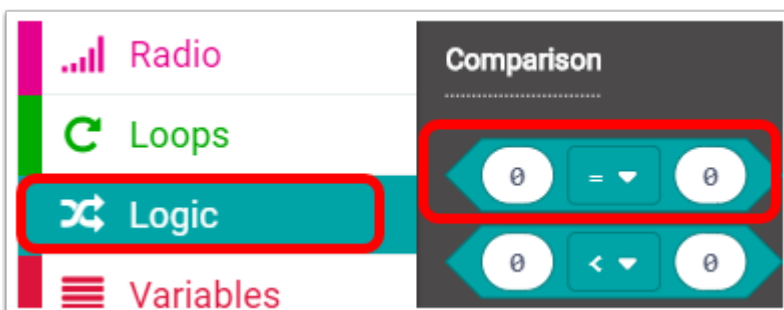 Radio
Loops
Logic
Variables
Comparison
0 = 0
0 < 0